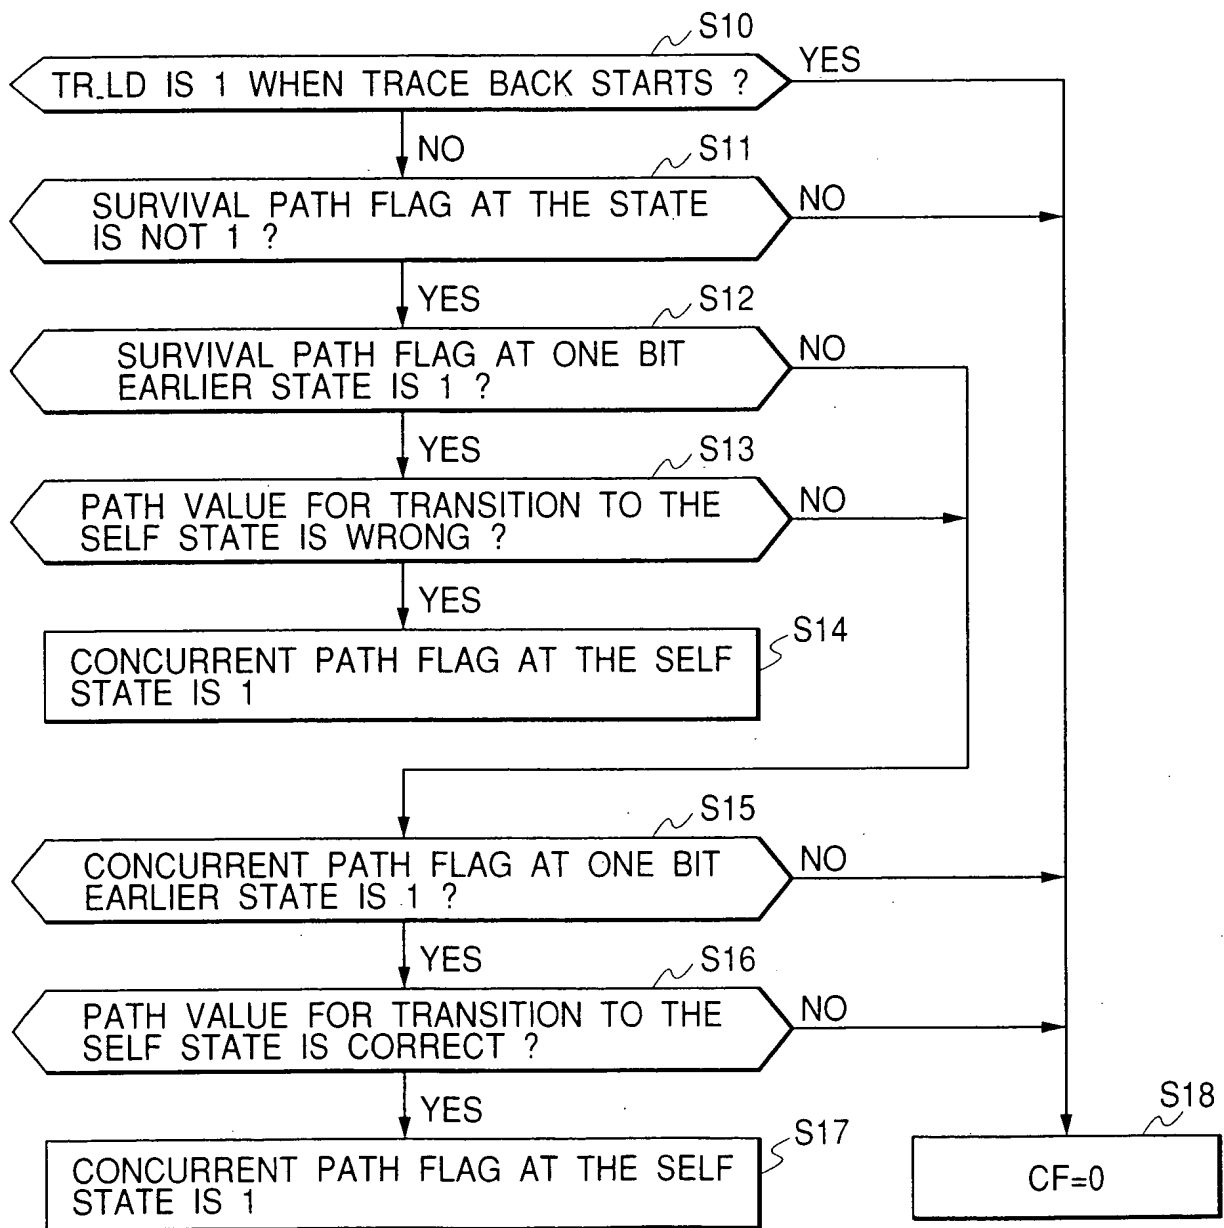 S10
TR_LD IS 1 WHEN TRACE BACK STARTS ?
YES
NO
S11
SURVIVAL PATH FLAG AT THE STATE
IS NOT 1 ?
NO
YES
S12
SURVIVAL PATH FLAG AT ONE BIT
EARLIER STATE IS 1 ?
NO
YES
S13
PATH VALUE FOR TRANSITION TO THE
SELF STATE IS WRONG ?
NO
YES
S14
CONCURRENT PATH FLAG AT THE SELF
STATE IS 1
S15
CONCURRENT PATH FLAG AT ONE BIT
EARLIER STATE IS 1 ?
NO
YES
S16
PATH VALUE FOR TRANSITION TO THE
SELF STATE IS CORRECT ?
NO
YES
S17
CONCURRENT PATH FLAG AT THE SELF
STATE IS 1
S18
CF=0